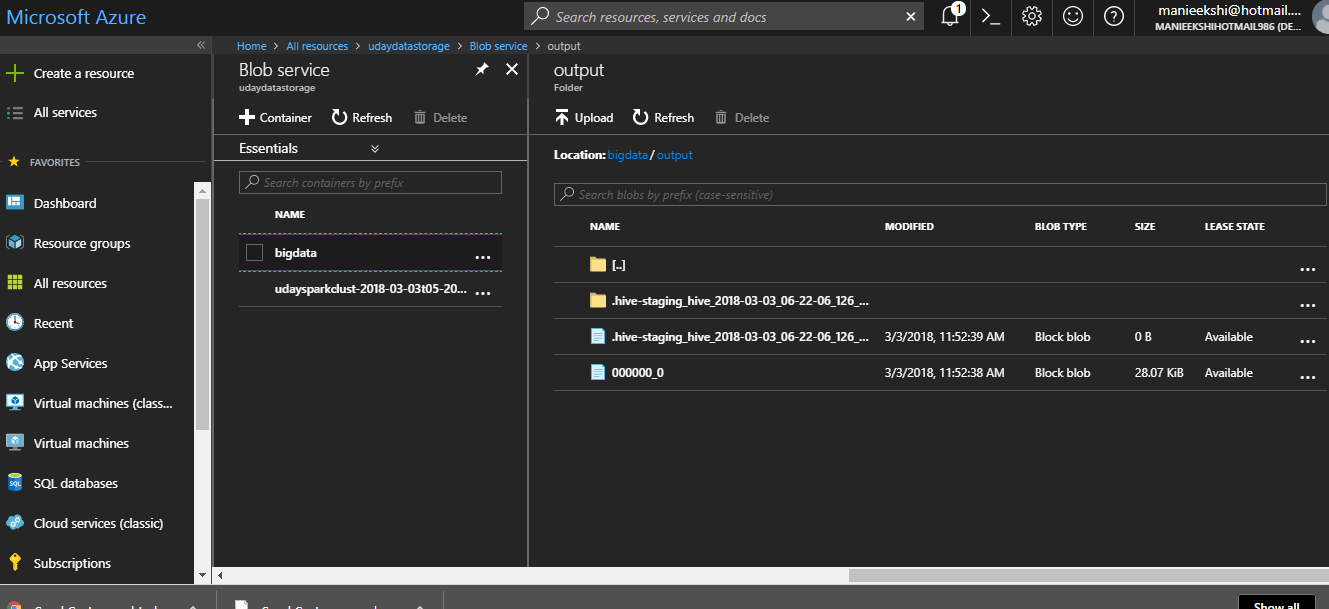 Microsoft Azure
Search resources, services and docs
1
manieekshi@hotmail....
MANIEEKSHIHOTMAIL986 (DE...
Home > All resources > udaydatastorage > Blob service > output
Create a resource
All services
FAVORITES
Dashboard
Resource groups
All resources
Recent
App Services
Virtual machines (class...
Virtual machines
SQL databases
Cloud services (classic)
Subscriptions
Blob service
udaydatastorage
Container Refresh Delete
Essentials
Search containers by prefix
NAME
bigdata ...
udaysparkclust-2018-03-03t05-20... ...
output
Folder
Upload Refresh Delete
Location: bigdata / output
Search blobs by prefix (case-sensitive)
NAME MODIFIED BLOB TYPE SIZE LEASE STATE
[..] ...
.hive-staging_hive_2018-03-03_06-22-06_126_... ...
.hive-staging_hive_2018-03-03_06-22-06_126_... 3/3/2018, 11:52:39 AM Block blob 0 B Available ...
000000_0 3/3/2018, 11:52:38 AM Block blob 28.07 KiB Available ...
Show all